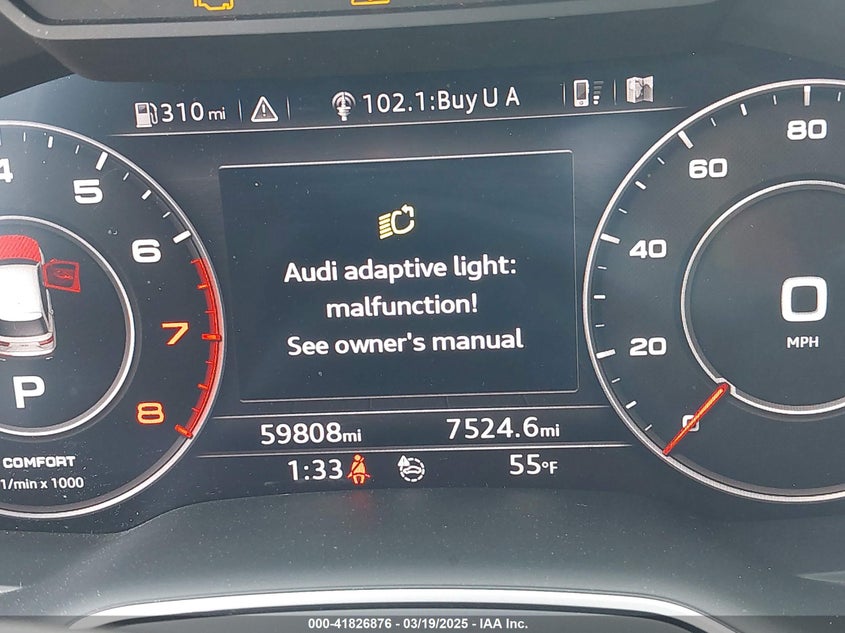 310 mi
102.1:Buy U A
4
5
6
7
8
P
COMFORT
1/min x 1000
Audi adaptive light:
malfunction!
See owner's manual
59808mi
7524.6mi
1:33
55°F
0
20
40
60
80
0
MPH
000-41826876 - 03/19/2025 - IAA Inc.